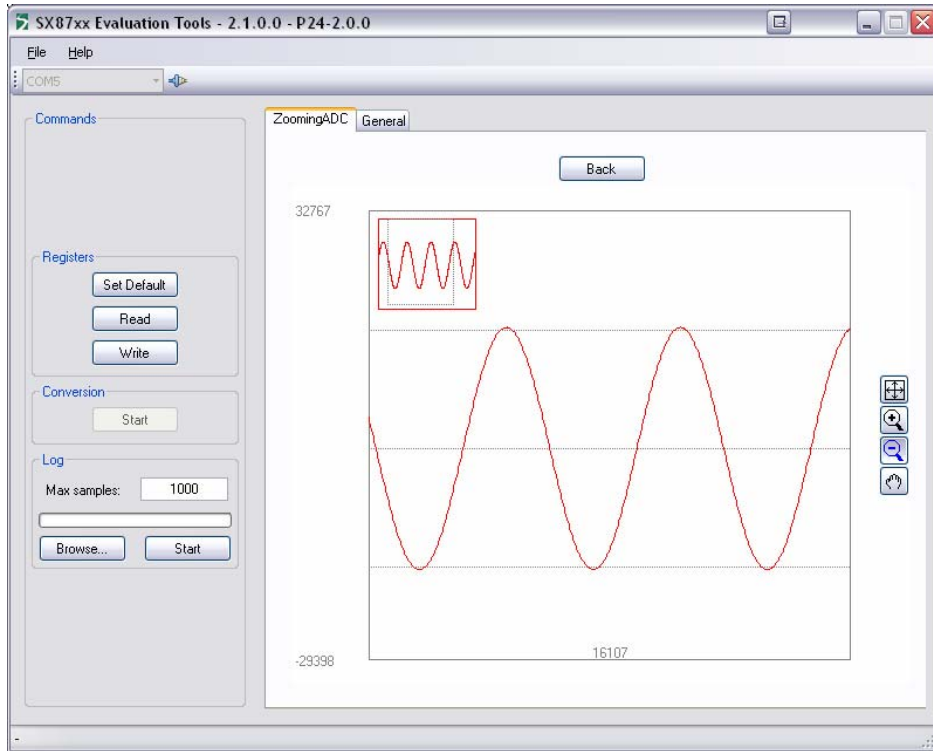 SX87xx Evaluation Tools - 2.1.0.0 - P24-2.0.0
File Help
COM5
Commands
Registers
Set Default
Read
Write
Conversion
Start
Log
Max samples: 1000
Browse... Start
ZoomingADC General
Back
32767
-29398
16107
-